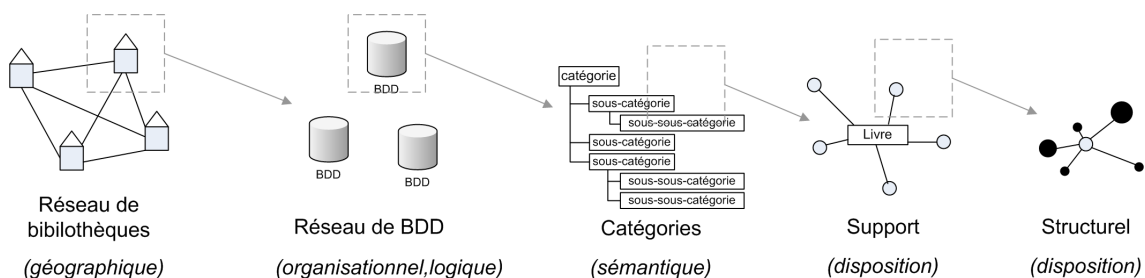 BDD
BDD
BDD
catégorie
sous-catégorie
sous-sous-catégorie
sous-catégorie
sous-catégorie
sous-sous-catégorie
sous-sous-catégorie
Livre
Réseau de
bibilothèques
(géographique)
Réseau de BDD
(organisationnel,logique)
Catégories
(sémantique)
Support
(disposition)
Structurel
(disposition)